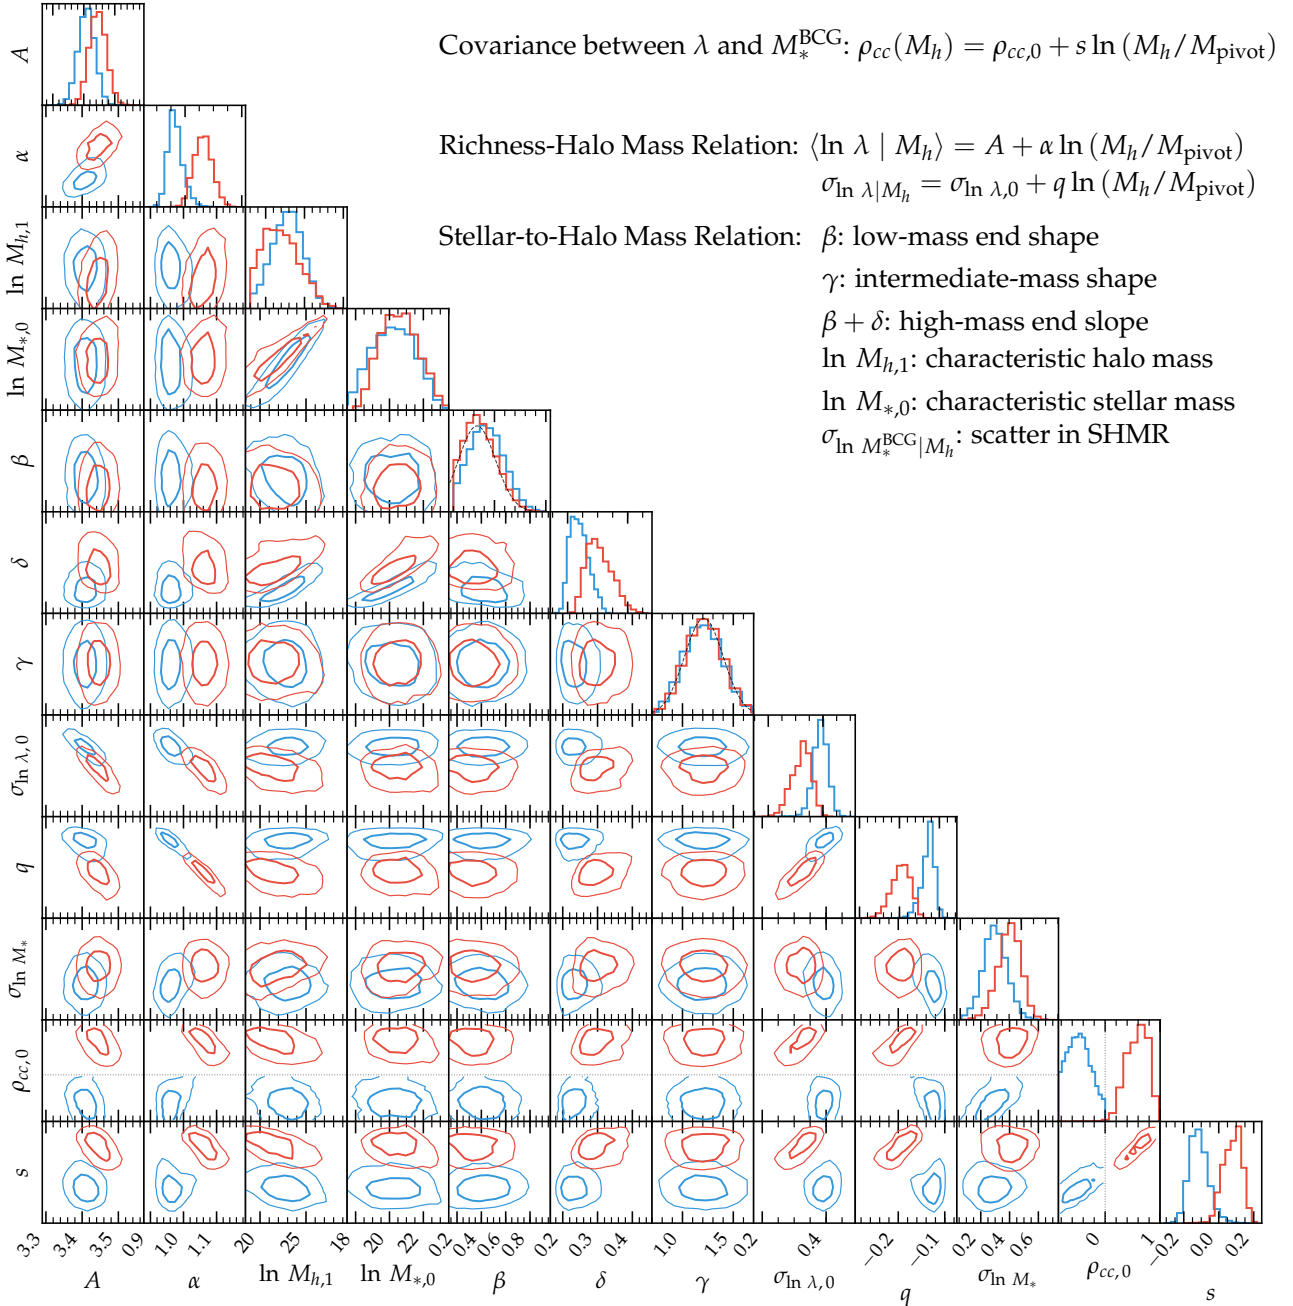 Covariance between λ and M*^BCG: ρcc(Mh) = ρcc,0 + s ln (Mh/Mpivot)
Richness-Halo Mass Relation: ⟨ln λ | Mh⟩ = A + α ln (Mh/Mpivot)
σln λ|Mh = σln λ,0 + q ln (Mh/Mpivot)
Stellar-to-Halo Mass Relation: β: low-mass end shape
γ: intermediate-mass shape
β + δ: high-mass end slope
ln Mh,1: characteristic halo mass
ln M*,0: characteristic stellar mass
σln M*^BCG|Mh: scatter in SHMR
A
α
ln Mh,1
ln M*,0
β
δ
γ
σln λ,0
q
σln M*
ρcc,0
s
3.3 3.4 3.5 0.9 1.0 1.1 20 25 18 20 22 0.2 0.4 0.6 0.8 0.2 0.3 0.4 1.0 1.5 0.2 0.4 −0.2 −0.1 0.2 0.4 0.6 0 1 −0.2 0.0 0.2
A α ln Mh,1 ln M*,0 β δ γ σln λ,0 q σln M* ρcc,0 s